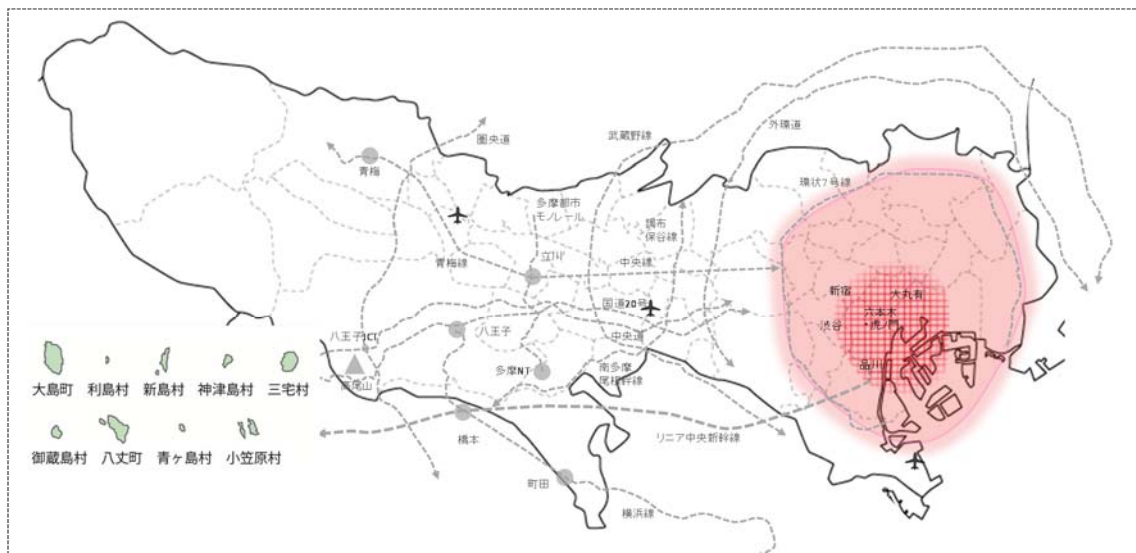 圏央道
武蔵野線
外環道
青梅
環状7号線
多摩都市
モノレール
調布
保谷線
青梅線
立川
中央線
国道20号
新宿
大丸有
六本木
・虎ノ門
渋谷
品川
八王子JCT
八王子
中央道
高尾山
多摩NT
南多摩
尾根幹線
橋本
リニア中央新幹線
町田
横浜線
大島町
利島村
新島村
神津島村
三宅村
御蔵島村
八丈町
青ヶ島村
小笠原村